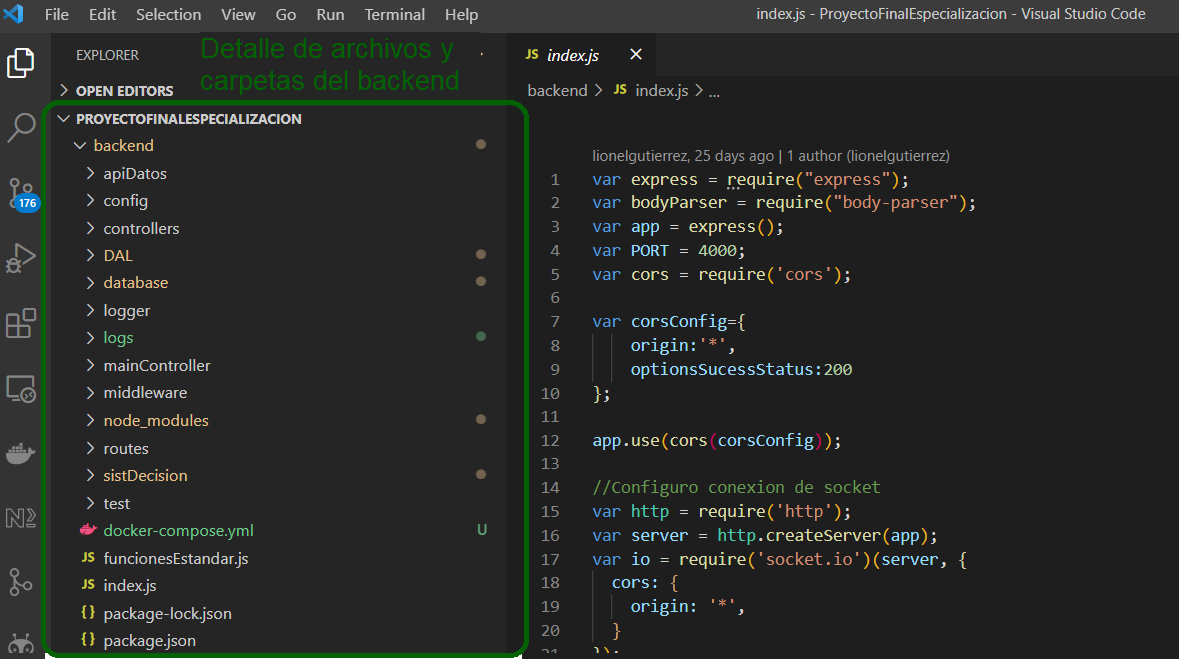 File Edit Selection View Go Run Terminal Help
index.js - ProyectoFinalEspecializacion - Visual Studio Code
EXPLORER
Detalle de archivos y
carpetas del backend
OPEN EDITORS
PROYECTOFINALESPECIALIZACION
backend
apiDatos
config
controllers
DAL
database
logger
logs
mainController
middleware
node_modules
routes
sistDecision
test
docker-compose.yml U
JS funcionesEstandar.js
JS index.js
{} package-lock.json
{} package.json
176
N2
JS index.js
backend > JS index.js > ...
lionelgutierrez, 25 days ago | 1 author (lionelgutierrez)
1 var express = require("express");
2 var bodyParser = require("body-parser");
3 var app = express();
4 var PORT = 4000;
5 var cors = require('cors');
6
7 var corsConfig={
8 origin:'*',
9 optionsSucessStatus:200
10 };
11
12 app.use(cors(corsConfig));
13
14 //Configuro conexion de socket
15 var http = require('http');
16 var server = http.createServer(app);
17 var io = require('socket.io')(server, {
18 cors: {
19 origin: '*',
20 }
21 });